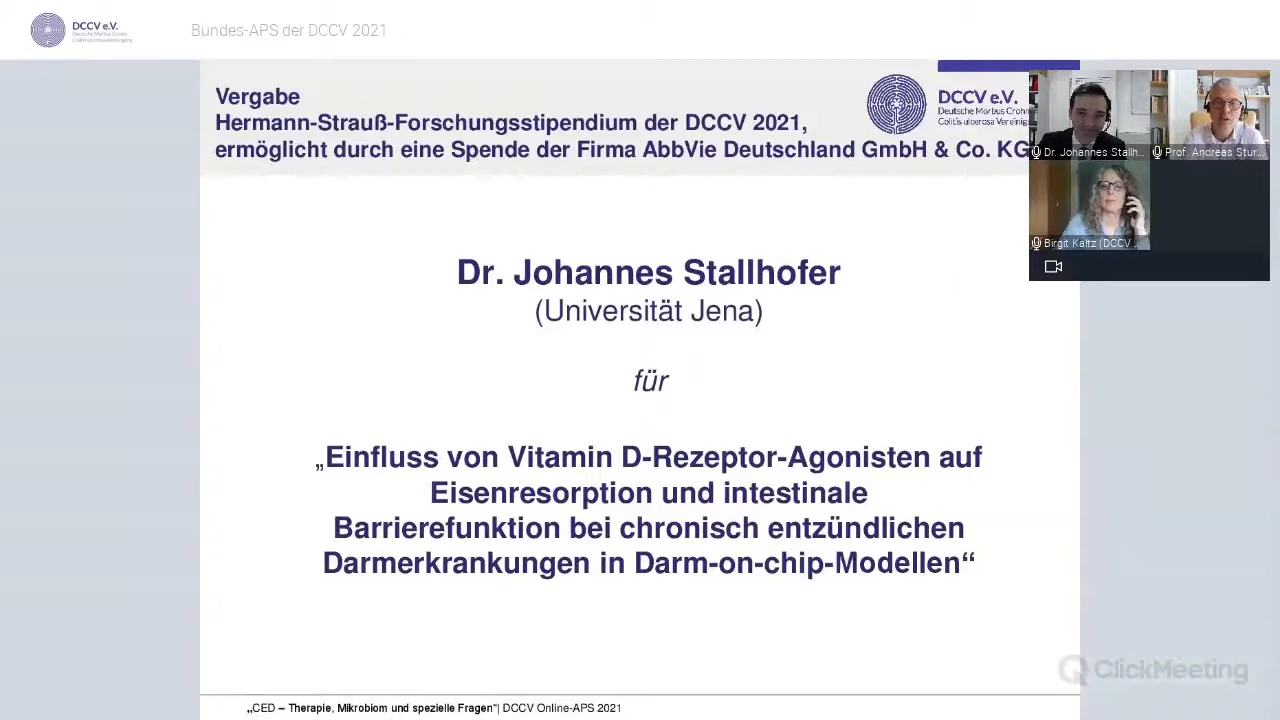 DCCV e.V.
Bundes-APS der DCCV 2021
Vergabe
Hermann-Strauß-Forschungsstipendium der DCCV 2021,
ermöglicht durch eine Spende der Firma AbbVie Deutschland GmbH & Co. KG
DCCV e.V.
Deutsche Morbus Crohn
Colitis ulcerosa Vereinig
Dr. Johannes Stallh...
Prof. Andreas Stur...
Birgit Kaltz (DCCV ...
Dr. Johannes Stallhofer
(Universität Jena)
für
„Einfluss von Vitamin D-Rezeptor-Agonisten auf
Eisenresorption und intestinale
Barrierefunktion bei chronisch entzündlichen
Darmerkrankungen in Darm-on-chip-Modellen“
ClickMeeting
„CED – Therapie, Mikrobiom und spezielle Fragen“| DCCV Online-APS 2021